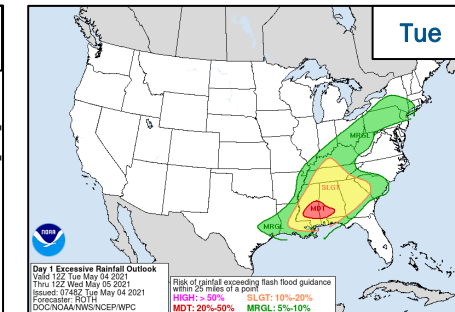 Tue
MRGL
SLGT
MDT
MRGL
NOAA
Day 1 Excessive Rainfall Outlook
Valid 12Z Tue May 04 2021
Thru 12Z Wed May 05 2021
Issued: 0748Z Tue May 04 2021
Forecaster: ROTH
DOC/NOAA/NWS/NCEP/WPC
Risk of rainfall exceeding flash flood guidance
within 25 miles of a point
HIGH: > 50% SLGT: 10%-20%
MDT: 20%-50% MRGL: 5%-10%